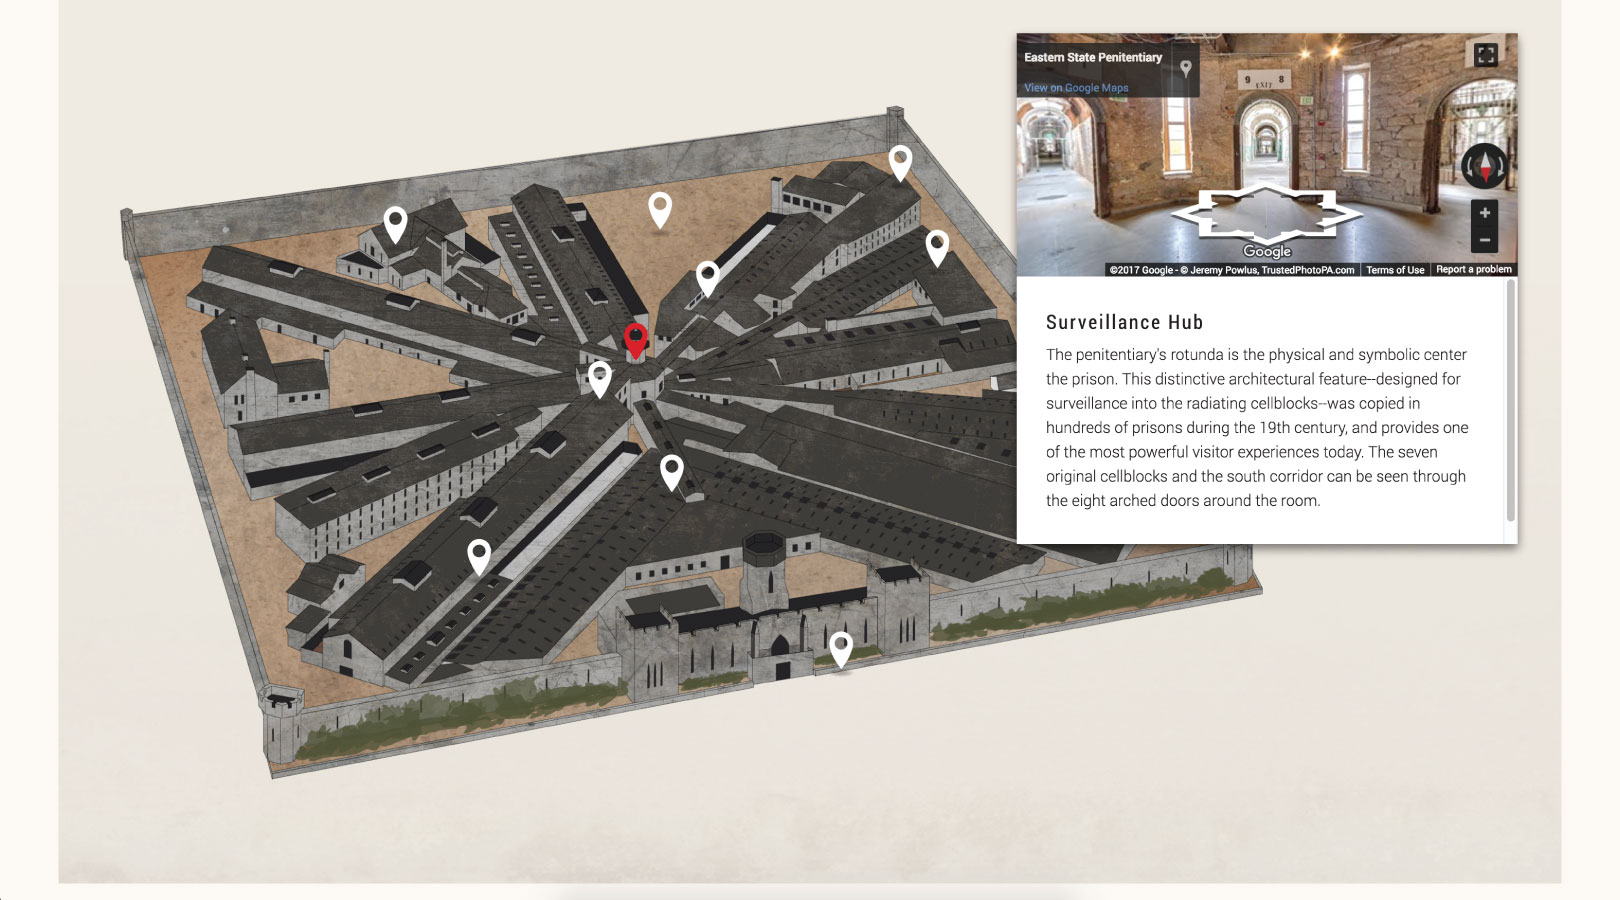 Eastern State Penitentiary
View on Google Maps
9 EXIT 8
Google
©2017 Google - © Jeremy Powlus, TrustedPhotoPA.com Terms of Use Report a problem
Surveillance Hub
The penitentiary's rotunda is the physical and symbolic center
the prison. This distinctive architectural feature--designed for
surveillance into the radiating cellblocks--was copied in
hundreds of prisons during the 19th century, and provides one
of the most powerful visitor experiences today. The seven
original cellblocks and the south corridor can be seen through
the eight arched doors around the room.